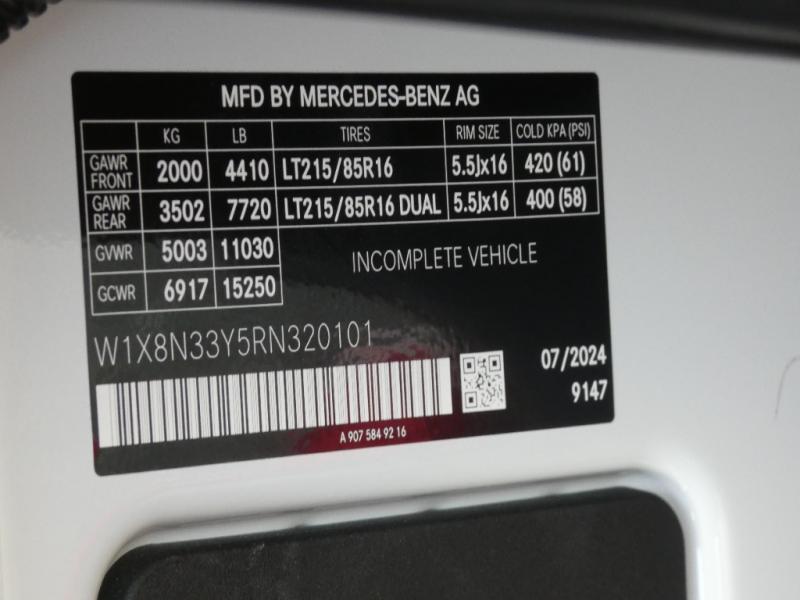 MFD BY MERCEDES-BENZ AG
KG LB TIRES RIM SIZE COLD KPA (PSI)
GAWR FRONT 2000 4410 LT215/85R16 5.5Jx16 420 (61)
GAWR REAR 3502 7720 LT215/85R16 DUAL 5.5Jx16 400 (58)
GVWR 5003 11030
INCOMPLETE VEHICLE
GCWR 6917 15250
W1X8N33Y5RN320101
07/2024
9147
A 907 584 92 16